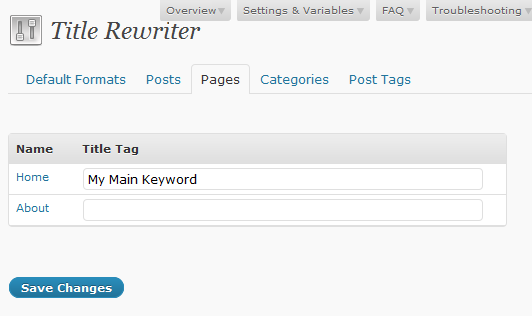 Overview Settings & Variables FAQ Troubleshooting
Title Rewriter
Default Formats Posts Pages Categories Post Tags
Name Title Tag
Home My Main Keyword
About
Save Changes